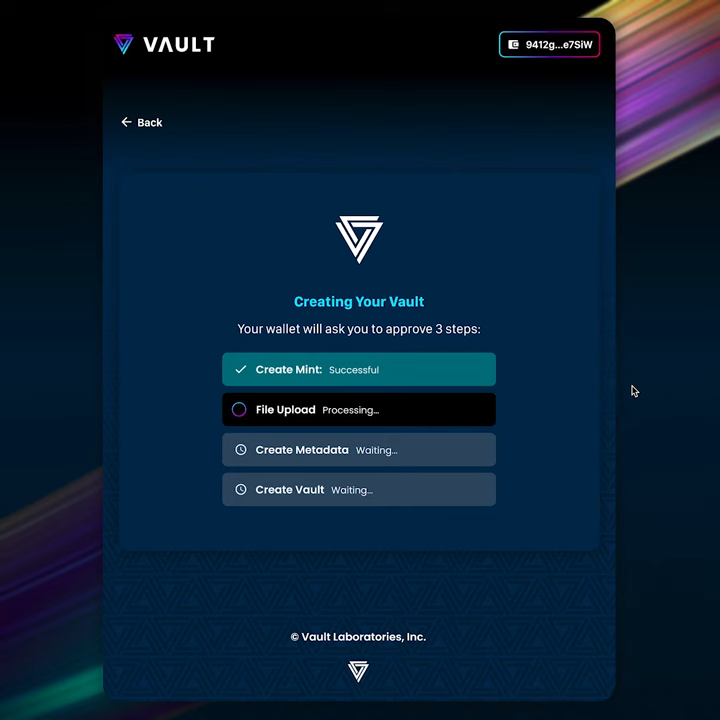 VAULT
9412g...e7SiW
Back
Creating Your Vault
Your wallet will ask you to approve 3 steps:
Create Mint: Successful
File Upload Processing...
Create Metadata Waiting...
Create Vault Waiting...
© Vault Laboratories, Inc.